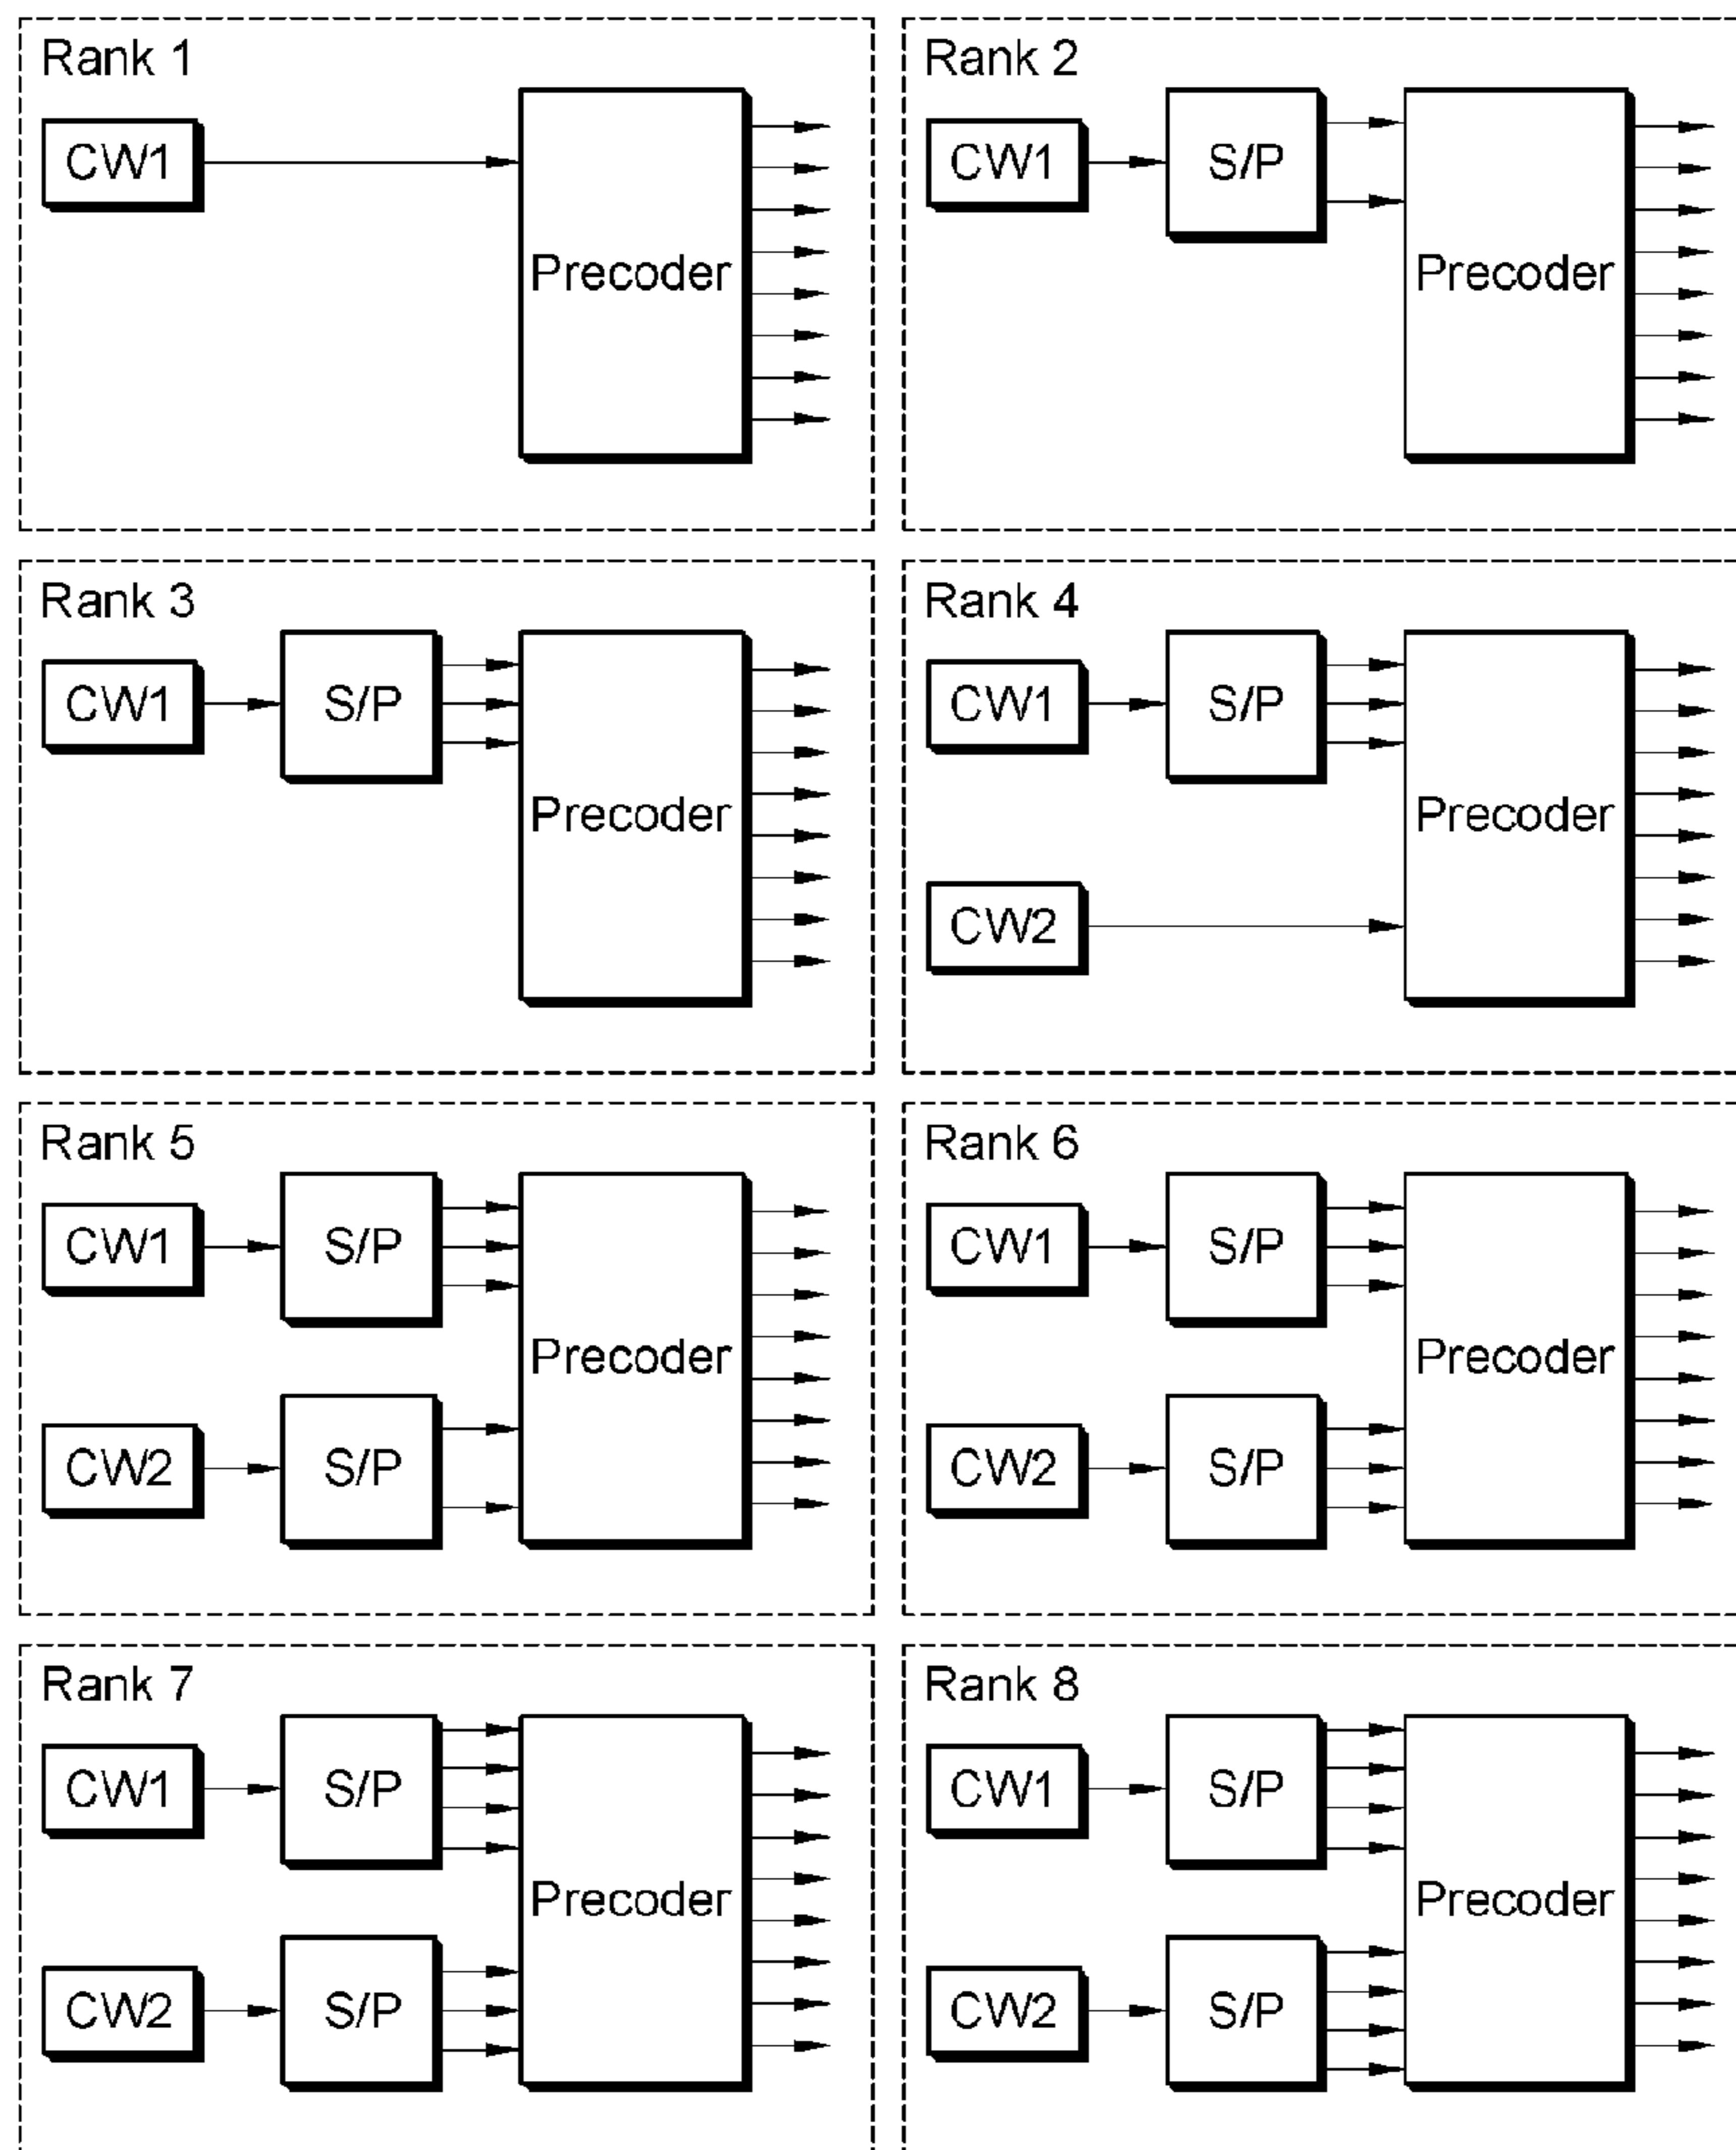 Rank 1
CW1
Precoder
Rank 2
CW1
S/P
Precoder
Rank 3
CW1
S/P
Precoder
Rank 4
CW1
S/P
Precoder
CW2
Rank 5
CW1
S/P
Precoder
CW2
S/P
Rank 6
CW1
S/P
Precoder
CW2
S/P
Rank 7
CW1
S/P
Precoder
CW2
S/P
Rank 8
CW1
S/P
Precoder
CW2
S/P